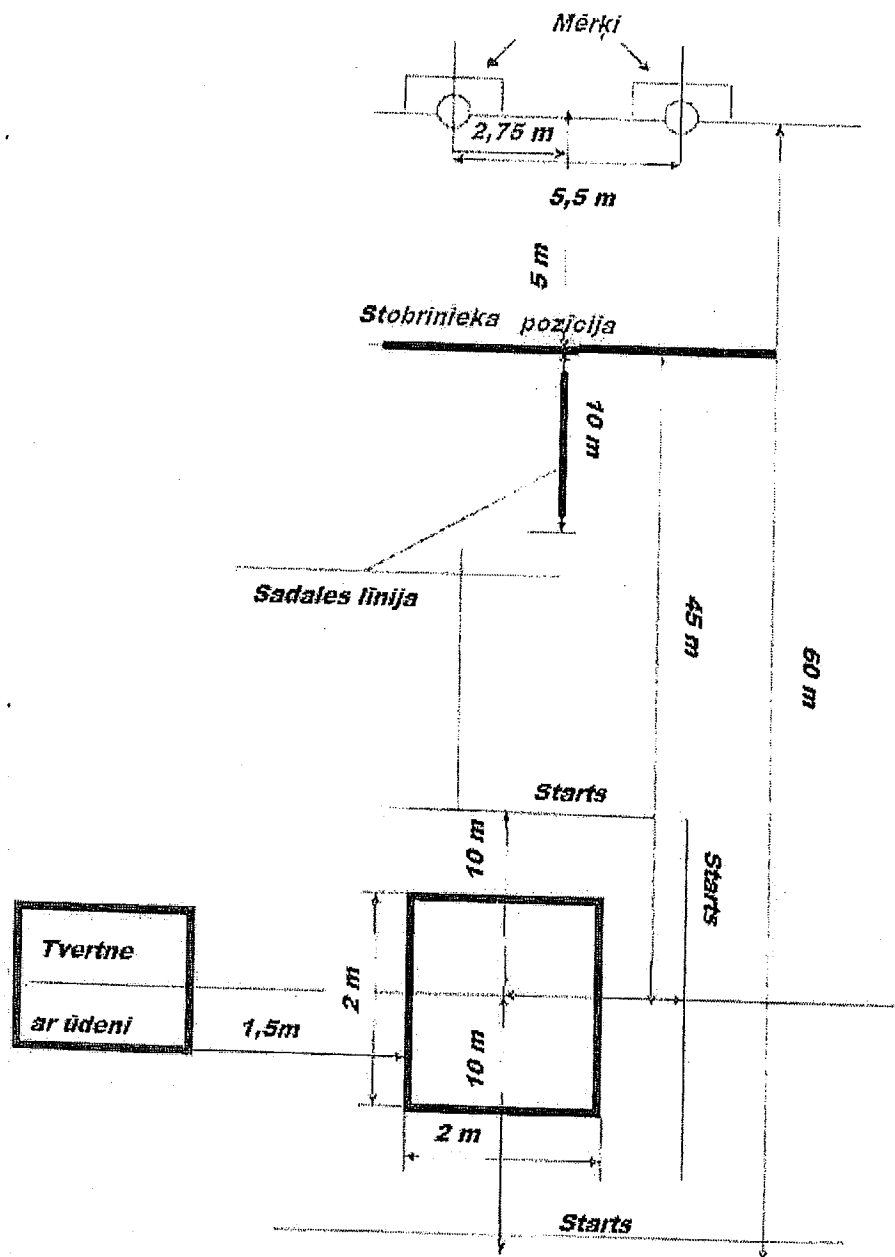 Mērķi
2,75 m
5,5 m
5 m
Stobrinieka pozīcija
10 m
Sadales līnija
45 m
60 m
Starts
10 m
Starts
Tvertne
ar ūdeni
1,5m
2 m
10 m
2 m
Starts